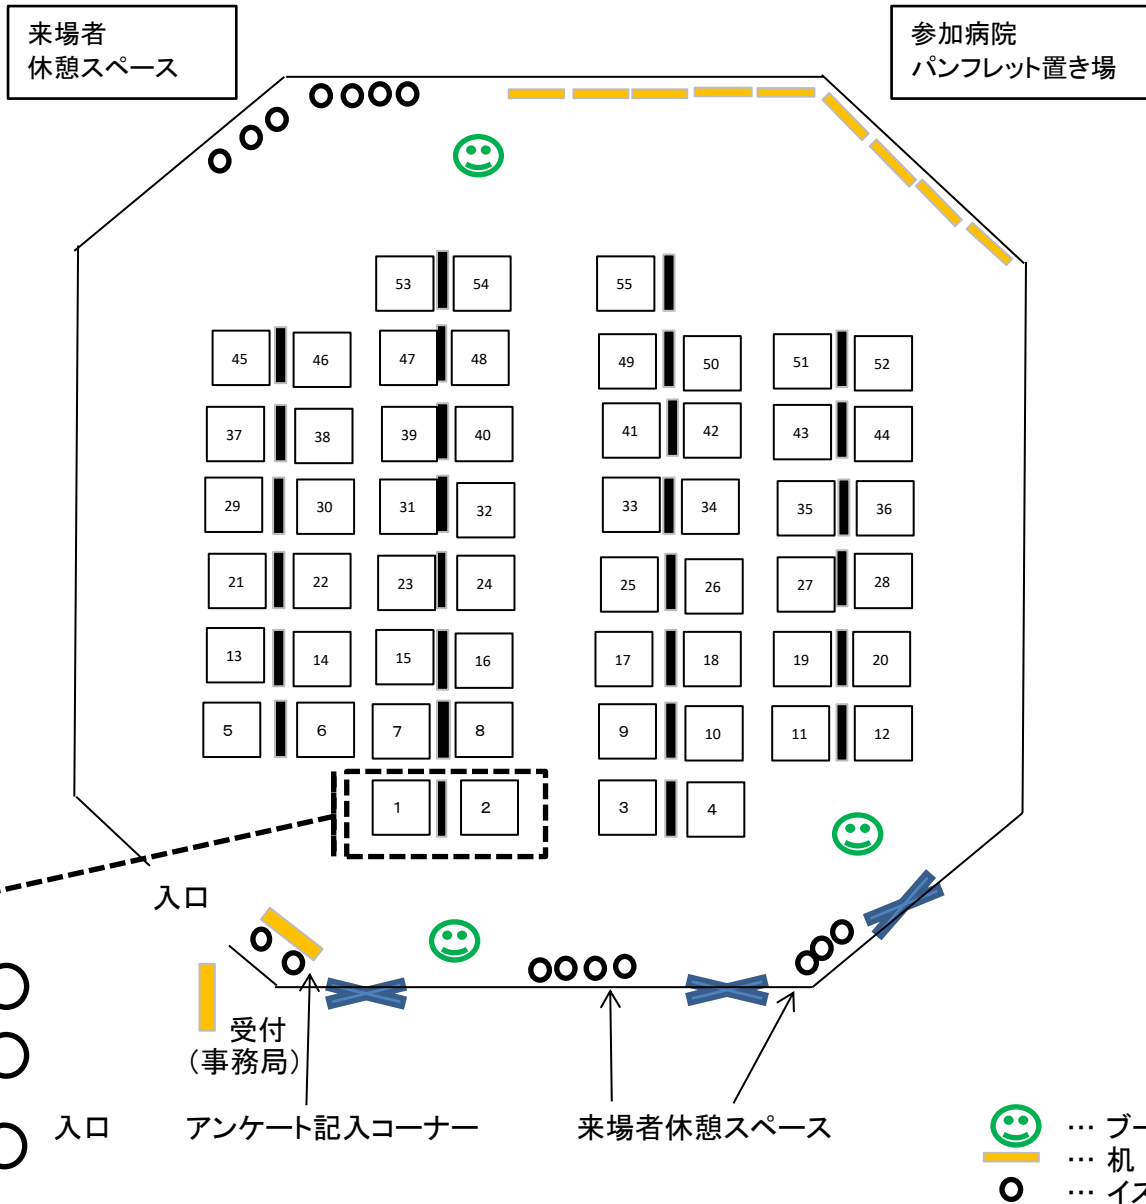 来場者
休憩スペース
参加病院
パンフレット置き場
53 54 55
45 46 47 48 49 50 51 52
37 38 39 40 41 42 43 44
29 30 31 32 33 34 35 36
21 22 23 24 25 26 27 28
13 14 15 16 17 18 19 20
5 6 7 8 9 10 11 12
1 2 3 4
入口
受付
（事務局）
入口 アンケート記入コーナー 来場者休憩スペース
… ブー
… 机
… イス